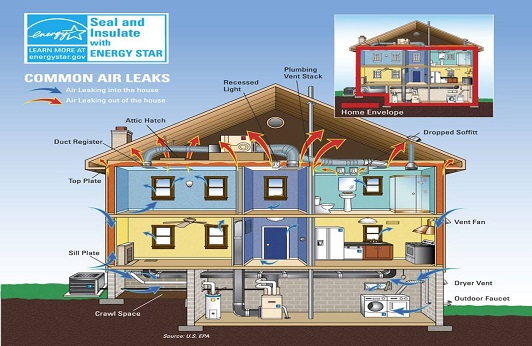 energy
LEARN MORE AT
energystar.gov
Seal and
Insulate
with
ENERGY STAR
COMMON AIR LEAKS
Air Leaking into the house
Air Leaking out of the house
Plumbing
Vent Stack
Recessed
Light
Attic Hatch
Duct Register
Top Plate
Sill Plate
Crawl Space
Home Envelope
Dropped Soffitt
Vent Fan
Dryer Vent
Outdoor Faucet
Source: U.S. EPA